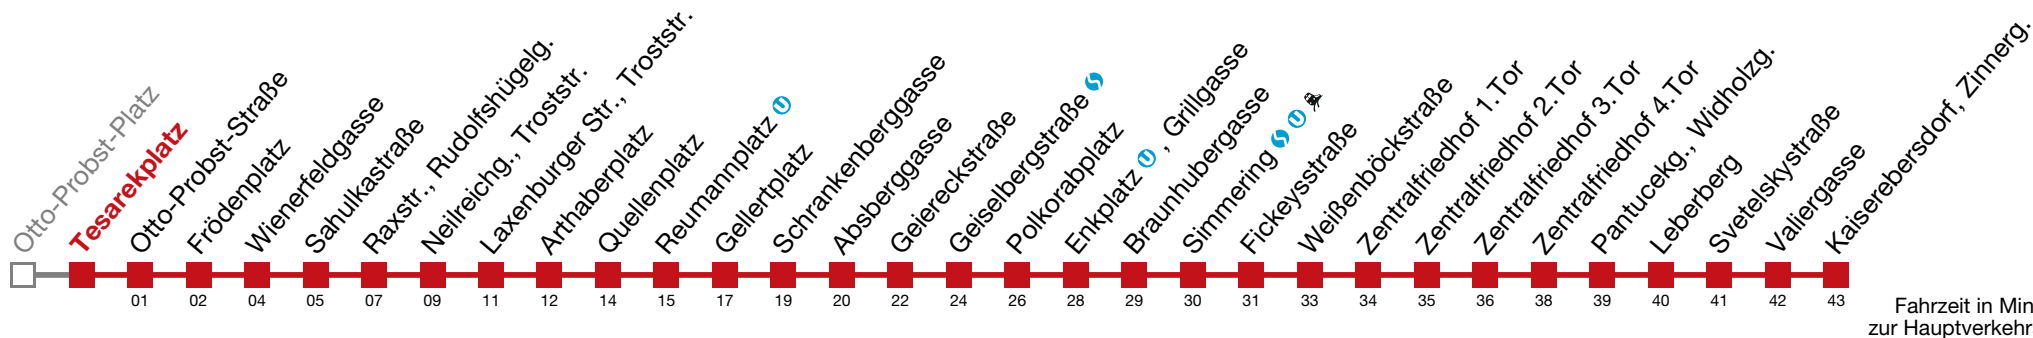 Otto-Probst-Platz
Tesarekplatz
Otto-Probst-Straße
Frödenplatz
Wienerfeldgasse
Sahulkastraße
Raxstr., Rudolfshügelg.
Neilreichg., Troststr.
Laxenburger Str., Troststr.
Arthaberplatz
Quellenplatz
Reumannplatz U
Gellertplatz
Schrankenberggasse
Absberggasse
Geiereckstraße
Geiselbergstraße S
Polkorabplatz
Enkplatz U , Grillgasse
Braunhubergasse
Simmering S U
Fickeysstraße
Weißenböckstraße
Zentralfriedhof 1.Tor
Zentralfriedhof 2.Tor
Zentralfriedhof 3.Tor
Zentralfriedhof 4.Tor
Pantucekg., Widholzg.
Leberberg
Svetelskystraße
Valiergasse
Kaiserebersdorf, Zinnerg.
01 02 04 05 07 09 11 12 14 15 17 19 20 22 24 26 28 29 30 31 33 34 35 36 38 39 40 41 42 43
Fahrzeit in Min
zur Hauptverkehr